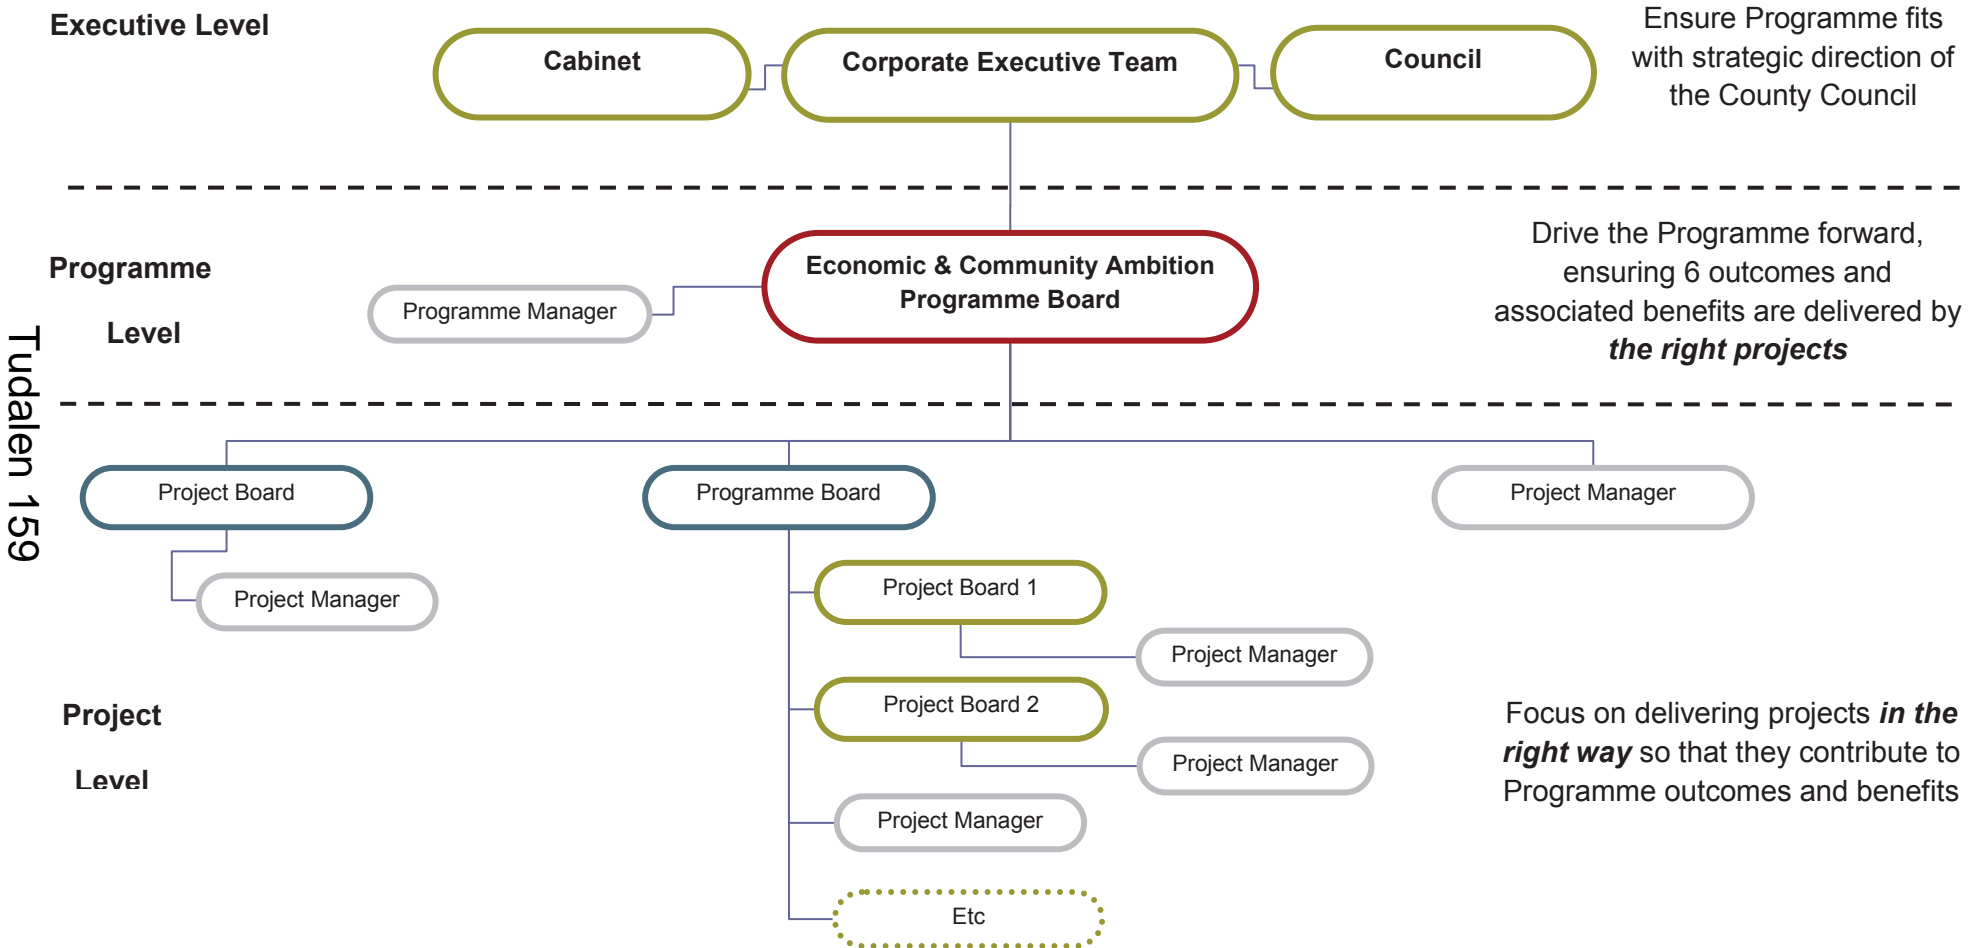 Executive Level
Cabinet
Corporate Executive Team
Council
Ensure Programme fits
with strategic direction of
the County Council
Programme
Level
Programme Manager
Economic & Community Ambition
Programme Board
Drive the Programme forward,
ensuring 6 outcomes and
associated benefits are delivered by
the right projects
Tudalen 159
Project Board
Programme Board
Project Manager
Project Manager
Project Board 1
Project Manager
Project Board 2
Project Manager
Project Manager
Etc
Project
Level
Focus on delivering projects in the
right way so that they contribute to
Programme outcomes and benefits